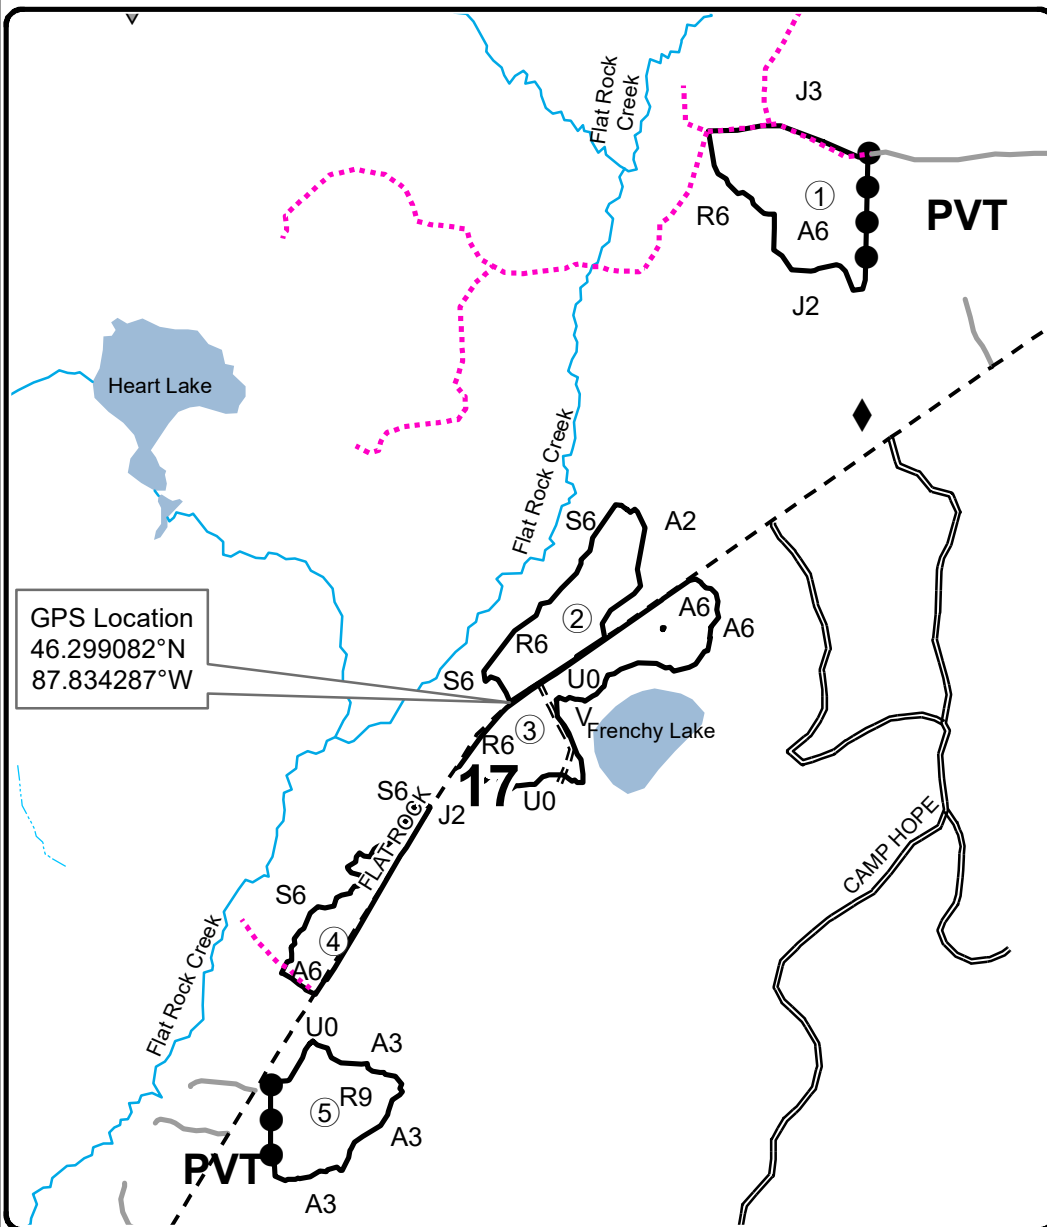 J3
Flat Rock
Creek
①
R6
A6
PVT
J2
Heart Lake
Flat Rock Creek
S6
A2
GPS Location
46.299082°N
87.834287°W
②
R6
A6
A6
S6
U0
V
③
R6
Frenchy Lake
17
U0
S6
J2
FLAT ROCK
CAMP HOPE
S6
④
A6
Flat Rock Creek
U0
A3
R9
⑤
A3
PVT
A3